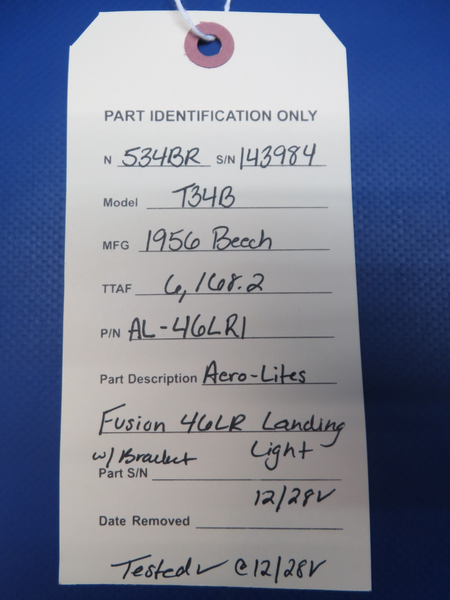 PART IDENTIFICATION ONLY
N 534BR S/N 143984
Model T34B
MFG 1956 Beech
TTAF 6,168.2
P/N AL-46LR1
Part Description Aero-Lites
Fusion 46LR Landing
w/ Bracket Light
Part S/N
12/28V
Date Removed
Tested ✓ @ 12/28V